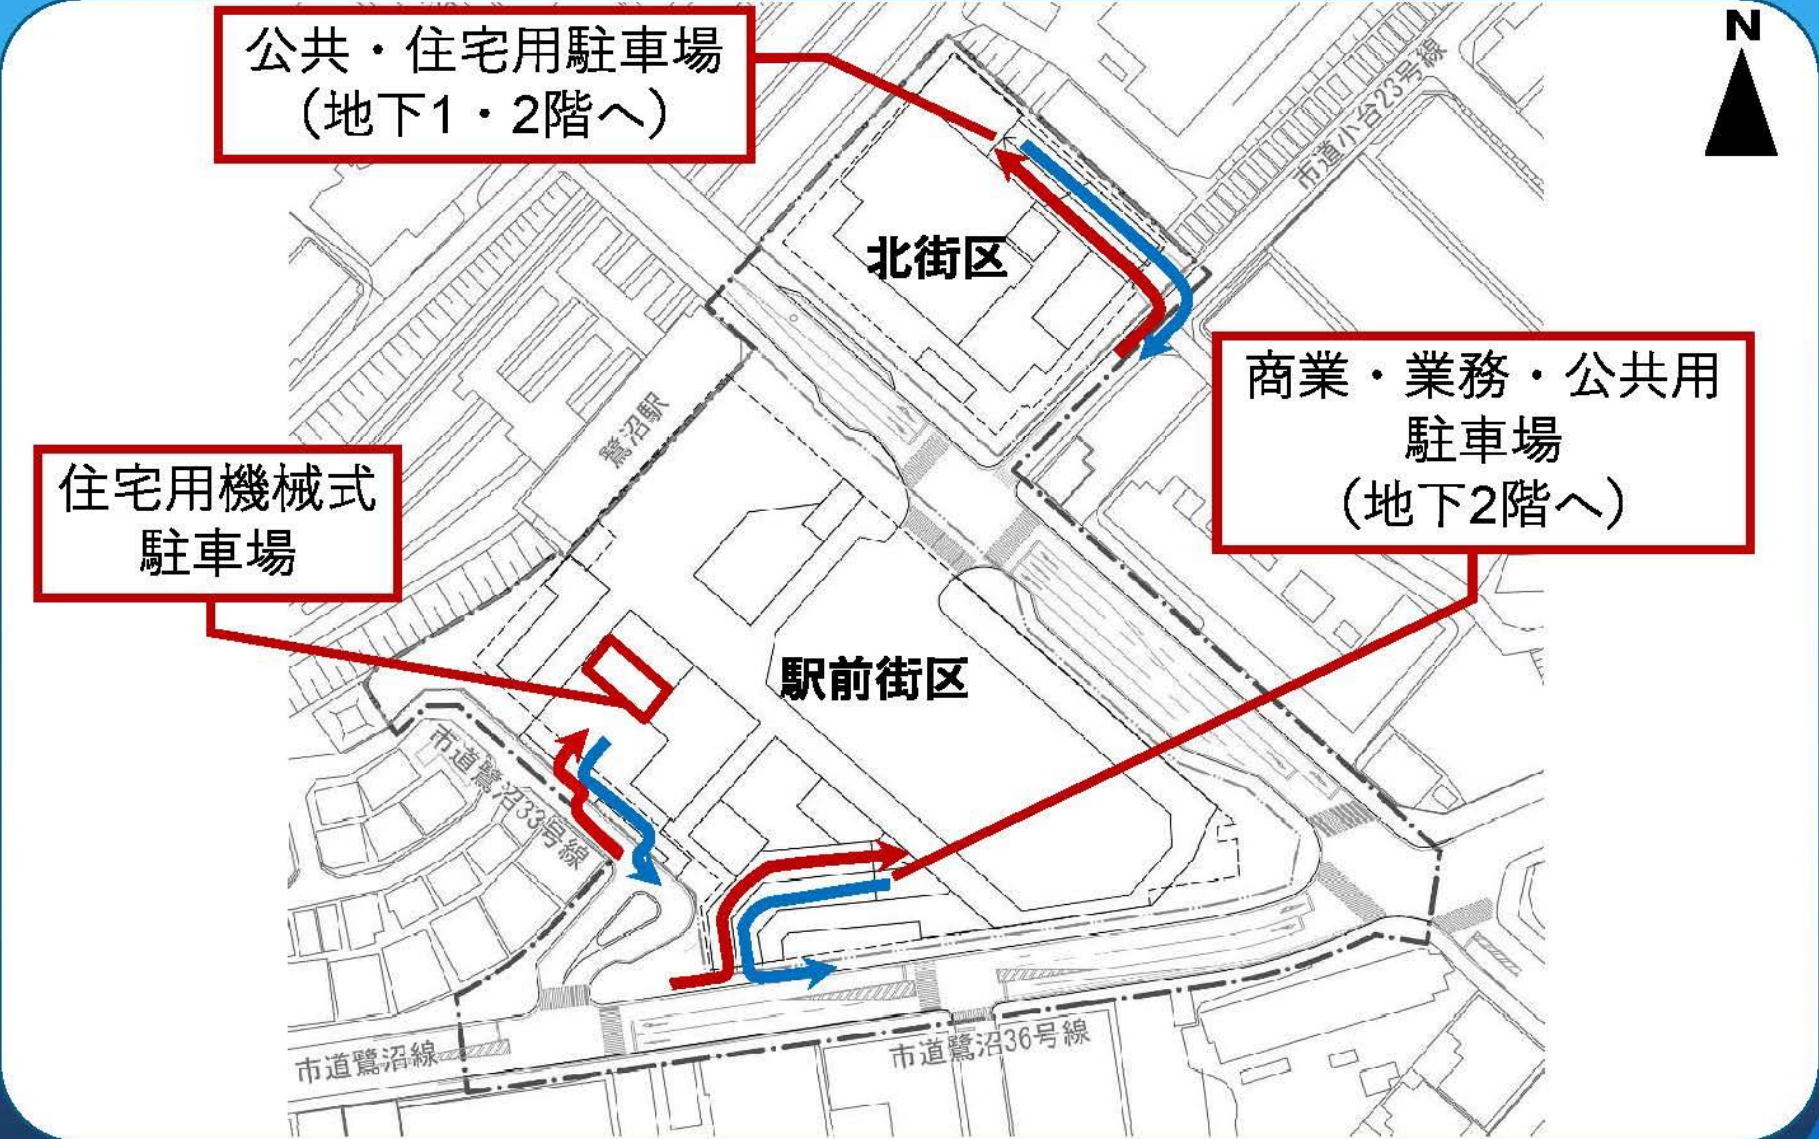 公共・住宅用駐車場
（地下1・2階へ）
N
市道小台23号線
北街区
商業・業務・公共用
駐車場
（地下2階へ）
鷺沼駅
住宅用機械式
駐車場
駅前街区
市道鷺沼33号線
市道鷺沼線
市道鷺沼36号線